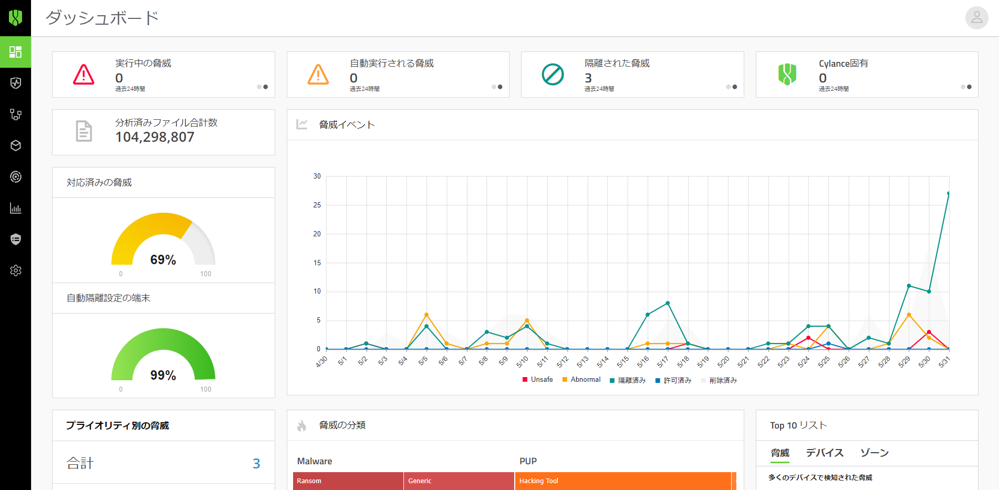 ダッシュボード
実行中の脅威
0
過去24時間
自動実行される脅威
0
過去24時間
隔離された脅威
3
過去24時間
Cylance固有
0
過去24時間
分析済みファイル合計数
104,298,807
対応済みの脅威
69%
0 100
自動隔離設定の端末
99%
0 100
脅威イベント
30
25
20
15
10
5
0
4/30 5/1 5/2 5/3 5/4 5/5 5/6 5/7 5/8 5/9 5/10 5/11 5/12 5/13 5/14 5/15 5/16 5/17 5/18 5/19 5/20 5/21 5/22 5/23 5/24 5/25 5/26 5/27 5/28 5/29 5/30 5/31
Unsafe Abnormal 隔離済み 許可済み 削除済み
プライオリティ別の脅威
合計 3
脅威の分類
Malware PUP
Ransom Generic Hacking Tool
Top 10 リスト
脅威 デバイス ゾーン
多くのデバイスで検知された脅威